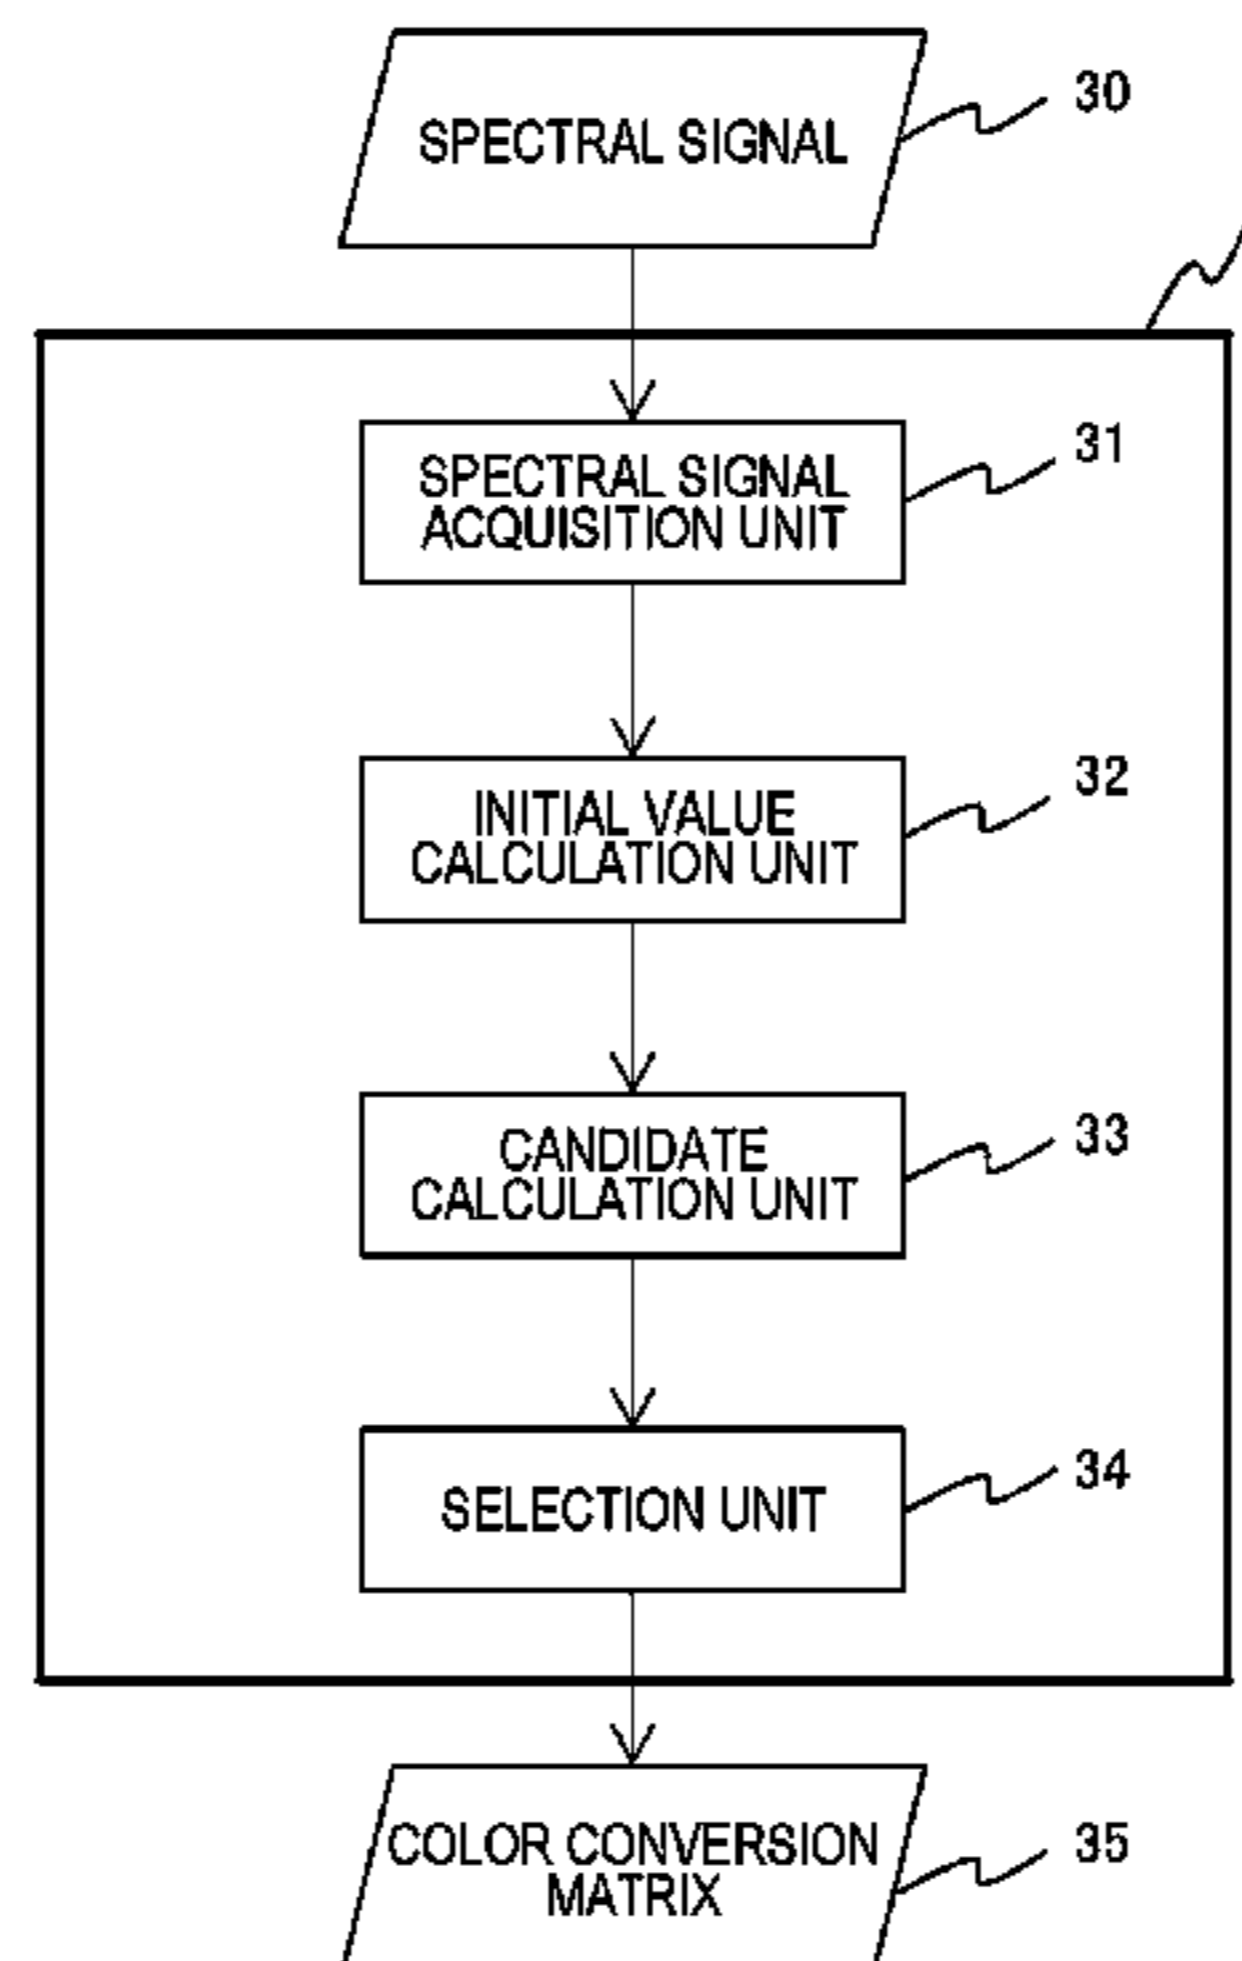 SPECTRAL SIGNAL
30
SPECTRAL SIGNAL
ACQUISITION UNIT
31
INITIAL VALUE
CALCULATION UNIT
32
CANDIDATE
CALCULATION UNIT
33
SELECTION UNIT
34
COLOR CONVERSION
MATRIX
35